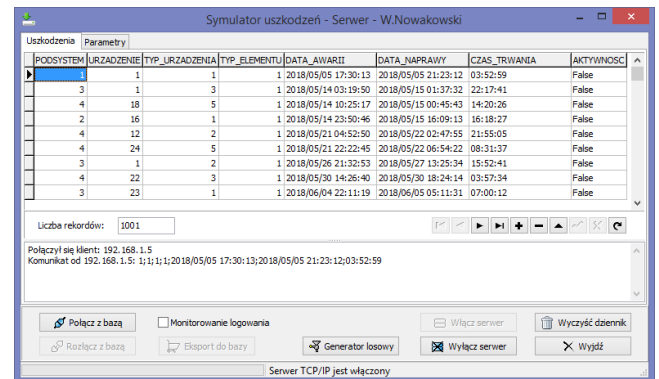 Symulator uszkodzeń - Serwer - W.Nowakowski
Uszkodzenia Parametry
PODSYSTEM URZADZENIE TYP_URZADZENIA TYP_ELEMENTU DATA_AWARII DATA_NAPRAWY CZAS_TRWANIA AKTYWNOSC
1 1 1 1 2018/05/05 17:30:13 2018/05/05 21:23:12 03:52:59 False
3 1 3 1 2018/05/14 03:19:50 2018/05/15 01:37:32 22:17:41 False
4 18 5 1 2018/05/14 10:25:17 2018/05/15 00:45:43 14:20:26 False
2 16 1 1 2018/05/14 23:50:46 2018/05/15 16:09:13 16:18:27 False
4 12 2 1 2018/05/21 04:52:50 2018/05/22 02:47:55 21:55:05 False
4 24 5 1 2018/05/21 22:22:45 2018/05/22 06:54:22 08:31:37 False
3 1 2 1 2018/05/26 21:32:53 2018/05/27 13:25:34 15:52:41 False
4 22 3 1 2018/05/30 14:26:40 2018/05/30 18:24:14 03:57:34 False
3 23 1 1 2018/06/04 22:11:19 2018/06/05 05:11:31 07:00:12 False
Liczba rekordów: 1001
Połączył się klient: 192.168.1.5
Komunikat od 192.168.1.5: 1;1;1;1;2018/05/05 17:30:13;2018/05/05 21:23:12;03:52:59
Połącz z bazą Monitorowanie logowania Włącz serwer Wyczyść dziennik
Rozłącz z bazą Eksport do bazy Generator losowy Wyłącz serwer Wyjdź
Serwer TCP/IP jest włączony